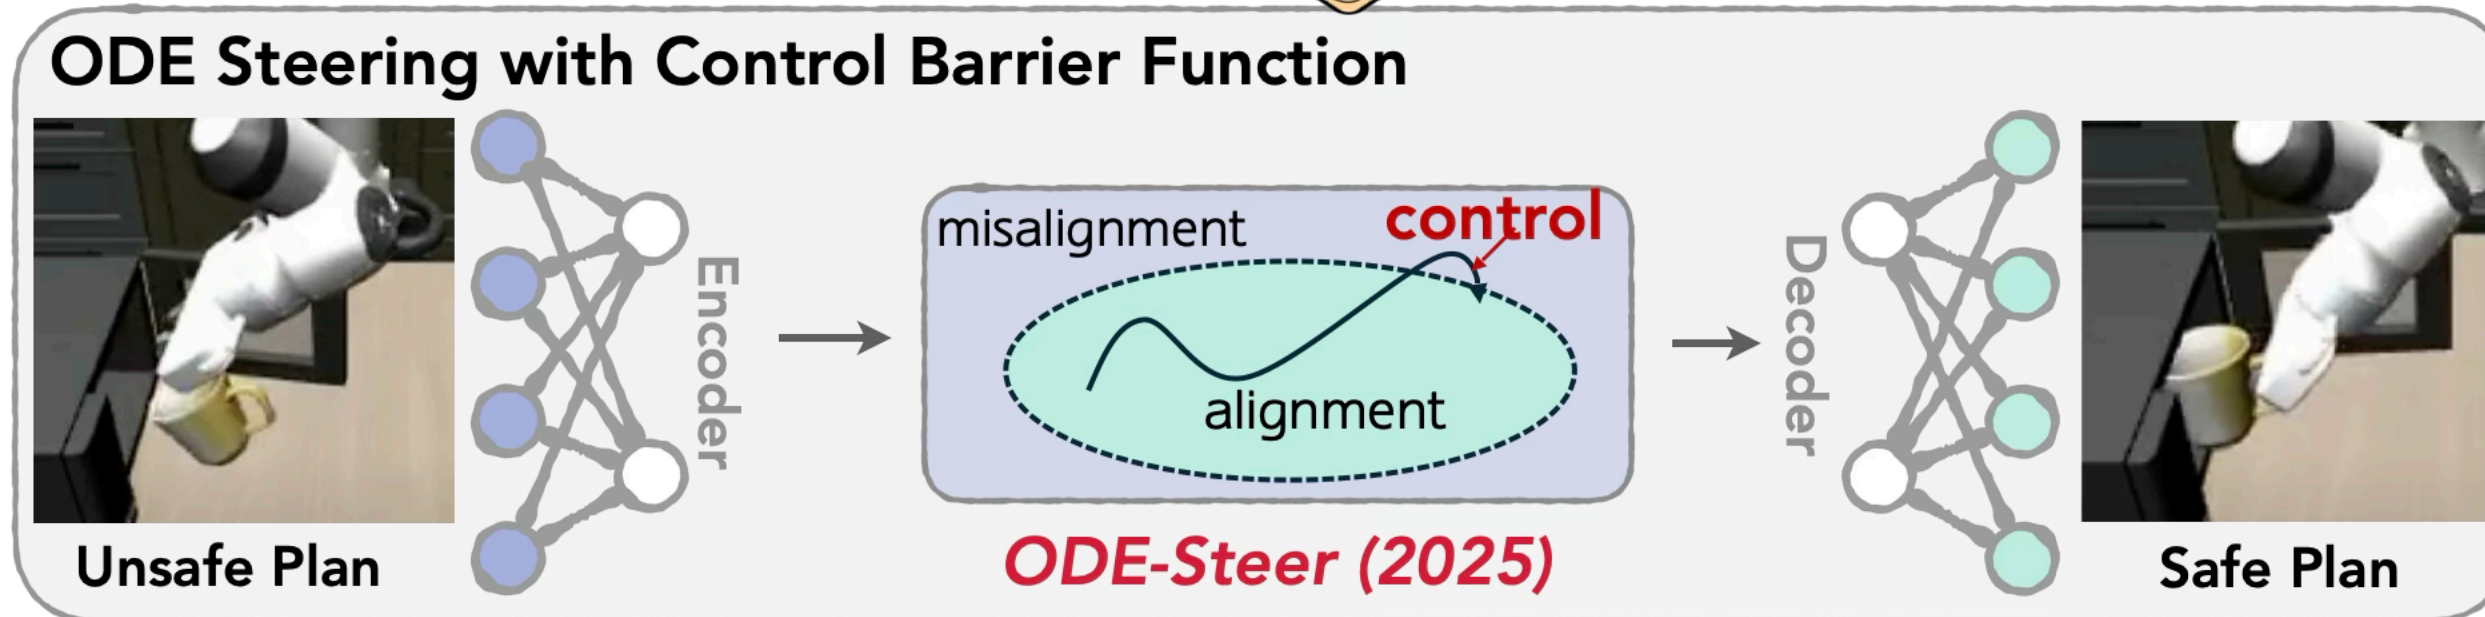 ODE Steering with Control Barrier Function
Unsafe Plan
Encoder
misalignment
control
alignment
ODE-Steer (2025)
Decoder
Safe Plan